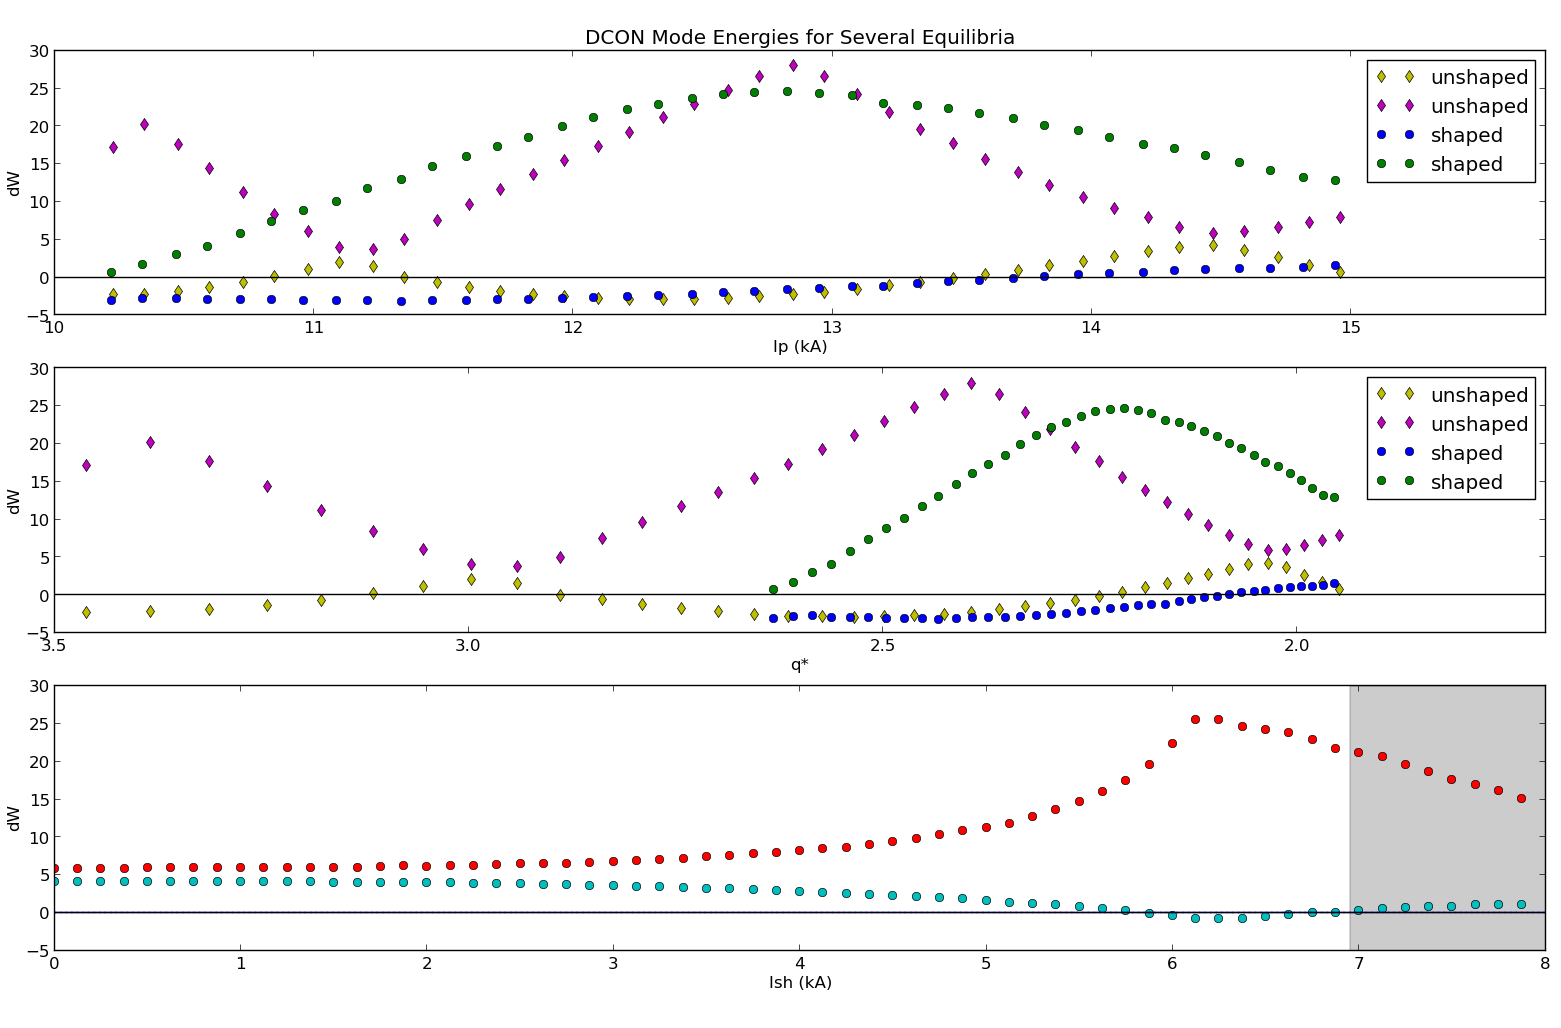 DCON Mode Energies for Several Equilibria
30
25
20
15
10
5
0
−5
dW
unshaped
unshaped
shaped
shaped
10 11 12 13 14 15
Ip (kA)
30
25
20
15
10
5
0
−5
dW
unshaped
unshaped
shaped
shaped
3.5 3.0 2.5 2.0
q*
30
25
20
15
10
5
0
−5
dW
0 1 2 3 4 5 6 7 8
Ish (kA)